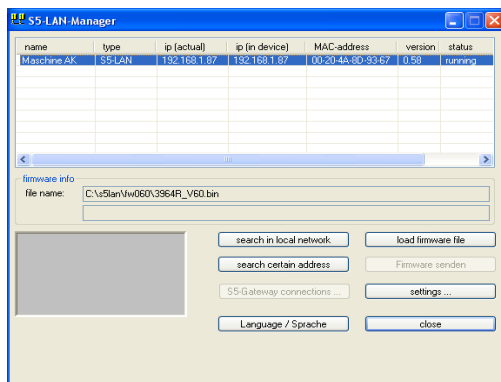 S5-LAN-Manager
name type ip (actual) ip (in device) MAC-address version status
Maschine AK S5-LAN 192.168.1.87 192.168.1.87 00-20-4A-8D-93-67 0.58 running
firmware info
file name: C:\s5lan\fw060\3964R_V60.bin
search in local network load firmware file
search certain address Firmware senden
S5-Gateway connections ... settings ...
Language / Sprache close